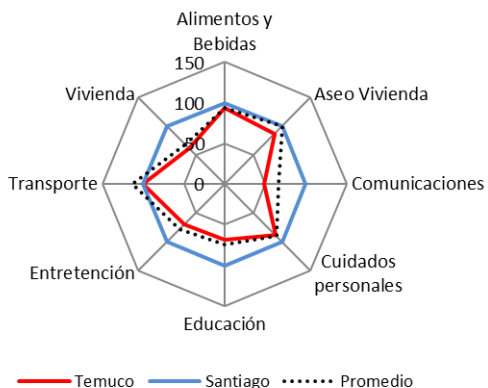 Alimentos y
Bebidas
150
Vivienda
Aseo Vivienda
100
50
Transporte
0
Comunicaciones
Entretención
Cuidados
personales
Educación
Temuco
Santiago
Promedio